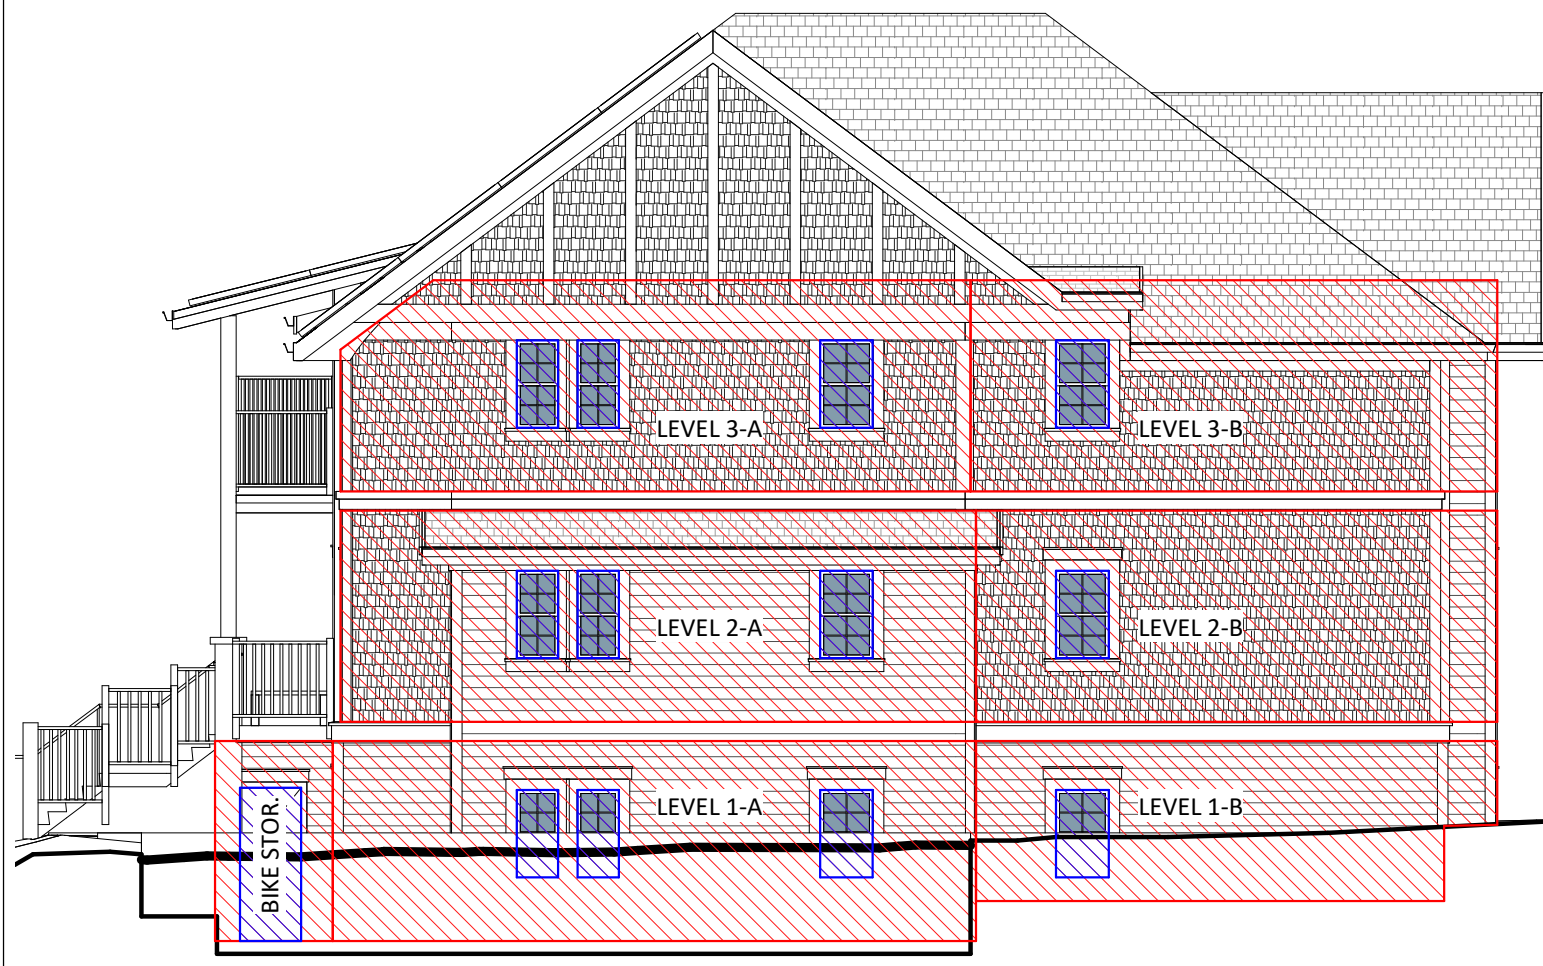 LEVEL 3-A
LEVEL 3-B
LEVEL 2-A
LEVEL 2-B
LEVEL 1-A
LEVEL 1-B
BIKE STOR.